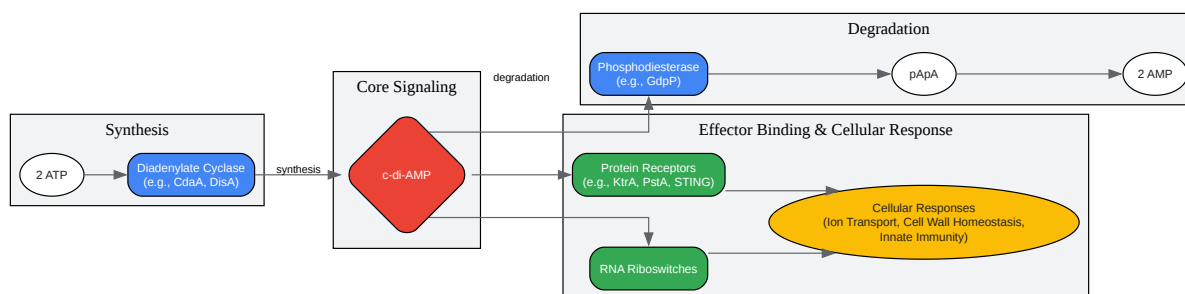 Synthesis
2 ATP
Diadenylate Cyclase
(e.g., CdaA, DisA)
synthesis
Core Signaling
c-di-AMP
degradation
Degradation
Phosphodiesterase
(e.g., GdpP)
pApA
2 AMP
Effector Binding & Cellular Response
Protein Receptors
(e.g., KtrA, PstA, STING)
RNA Riboswitches
Cellular Responses
(Ion Transport, Cell Wall Homeostasis,
Innate Immunity)